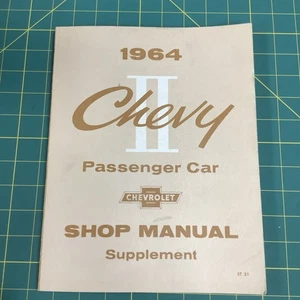 1964
Chevy II
Passenger Car
CHEVROLET
SHOP MANUAL
Supplement